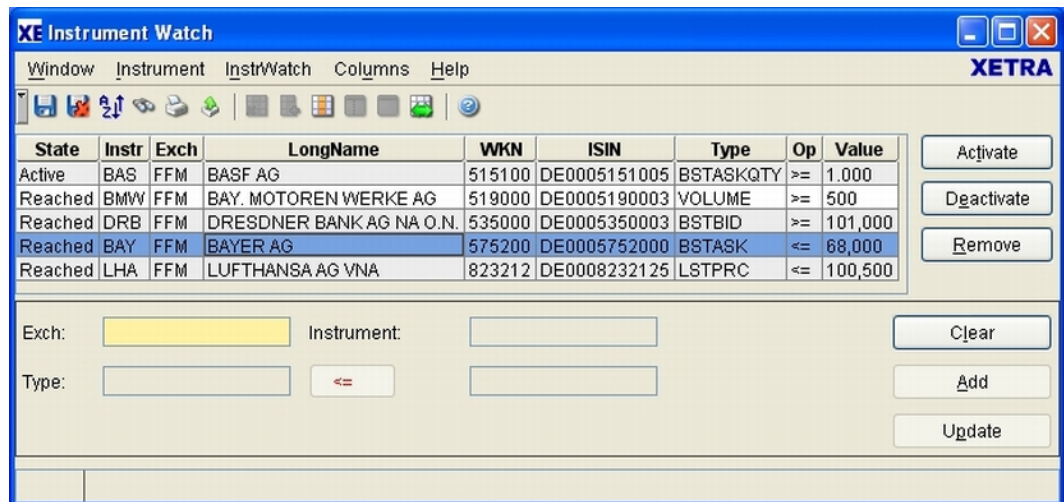 XE Instrument Watch
Window Instrument InstrWatch Columns Help XETRA
State Instr Exch LongName WKN ISIN Type Op Value
Active BAS FFM BASF AG 515100 DE0005151005 BSTASKQTY >= 1.000
Reached BMW FFM BAY. MOTOREN WERKE AG 519000 DE0005190003 VOLUME >= 500
Reached DRB FFM DRESDNER BANK AG NA O.N. 535000 DE0005350003 BSTBID >= 101,000
Reached BAY FFM BAYER AG 575200 DE0005752000 BSTASK <= 68,000
Reached LHA FFM LUFTHANSA AG VNA 823212 DE0008232125 LSTPRC <= 100,500
Activate
Deactivate
Remove
Exch: Instrument: Clear
Type: <= Add
Update